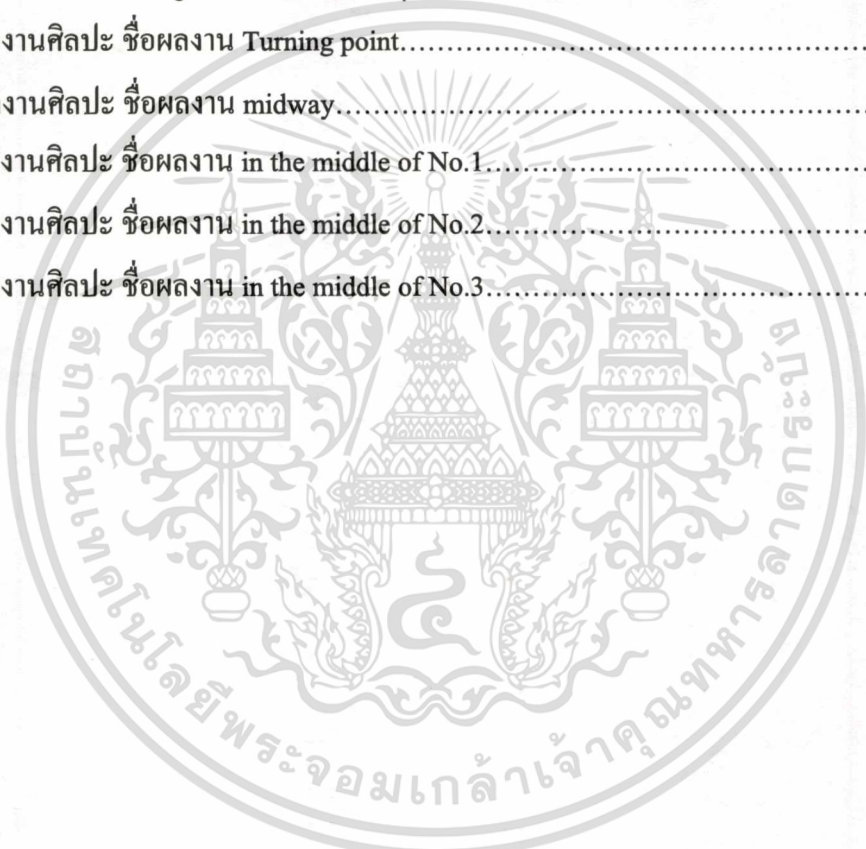 งานศิลปะ ชื่อผลงาน Turning point
งานศิลปะ ชื่อผลงาน midway
งานศิลปะ ชื่อผลงาน in the middle of No.1
งานศิลปะ ชื่อผลงาน in the middle of No.2
งานศิลปะ ชื่อผลงาน in the middle of No.3
สถาบันเทคโนโลยีพระจอมเกล้าเจ้าคุณทหารลาดกระบัง